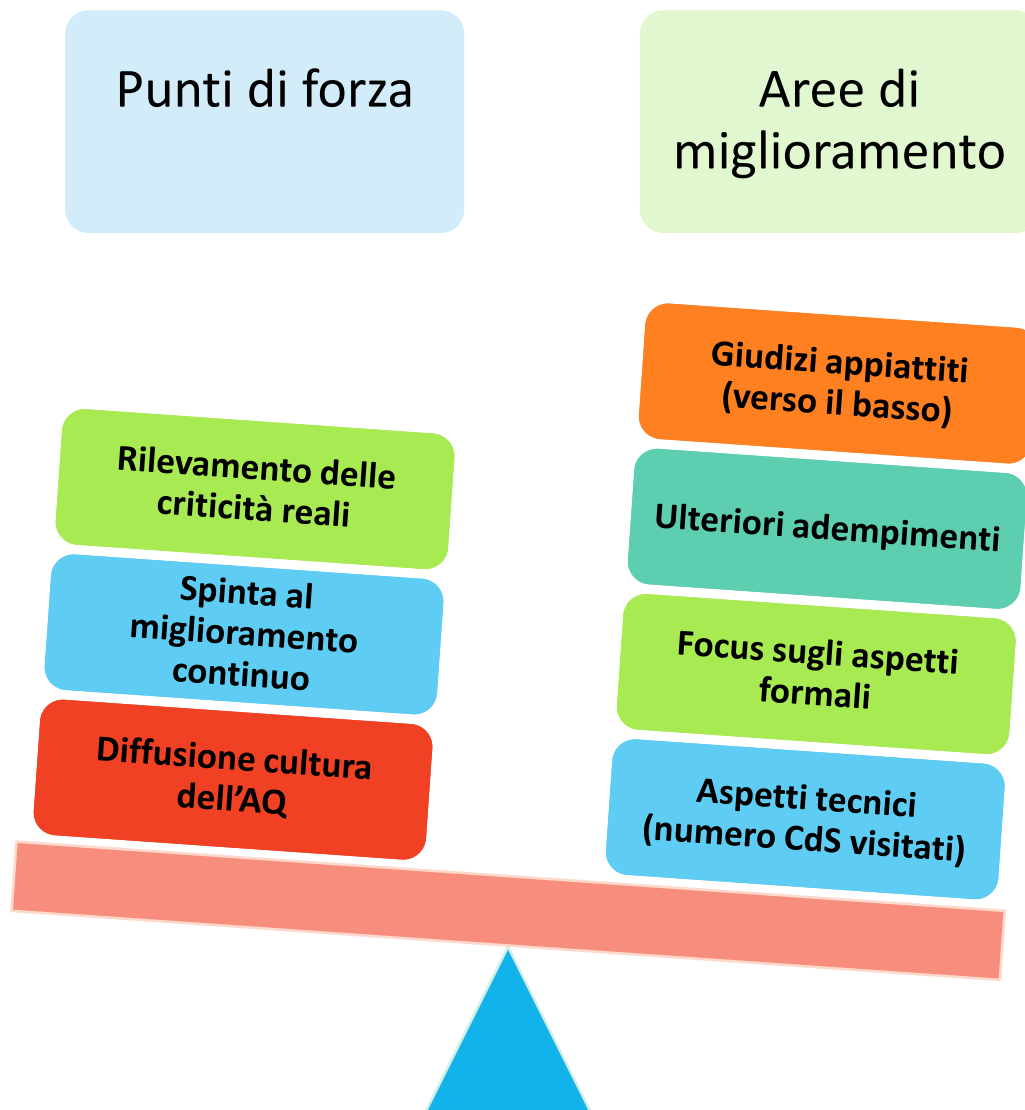 Punti di forza
Aree di
miglioramento
Rilevamento delle
criticità reali
Spinta al
miglioramento
continuo
Diffusione cultura
dell’AQ
Giudizi appiattiti
(verso il basso)
Ulteriori adempimenti
Focus sugli aspetti
formali
Aspetti tecnici
(numero CdS visitati)